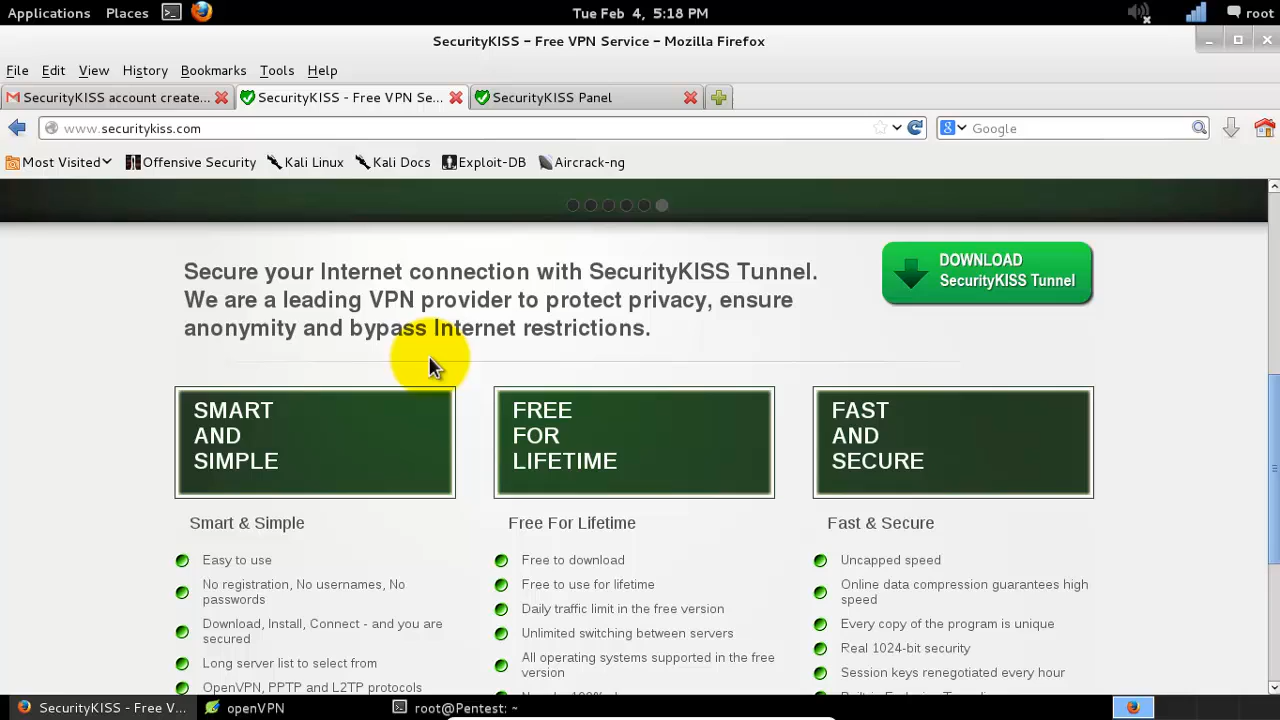 Applications Places Tue Feb 4, 5:18 PM root
SecurityKISS - Free VPN Service - Mozilla Firefox
File Edit View History Bookmarks Tools Help
SecurityKISS account create... SecurityKISS - Free VPN Se... SecurityKISS Panel
www.securitykiss.com Google
Most Visited Offensive Security Kali Linux Kali Docs Exploit-DB Aircrack-ng
Secure your Internet connection with SecurityKISS Tunnel.
We are a leading VPN provider to protect privacy, ensure
anonymity and bypass Internet restrictions.
DOWNLOAD
SecurityKISS Tunnel
SMART
AND
SIMPLE
Smart & Simple
Easy to use
No registration, No usernames, No
passwords
Download, Install, Connect - and you are
secured
Long server list to select from
OpenVPN, PPTP and L2TP protocols
FREE
FOR
LIFETIME
Free For Lifetime
Free to download
Free to use for lifetime
Daily traffic limit in the free version
Unlimited switching between servers
All operating systems supported in the free
version
FAST
AND
SECURE
Fast & Secure
Uncapped speed
Online data compression guarantees high
speed
Every copy of the program is unique
Real 1024-bit security
Session keys renegotiated every hour
SecurityKISS - Free V... openVPN root@Pentest: ~